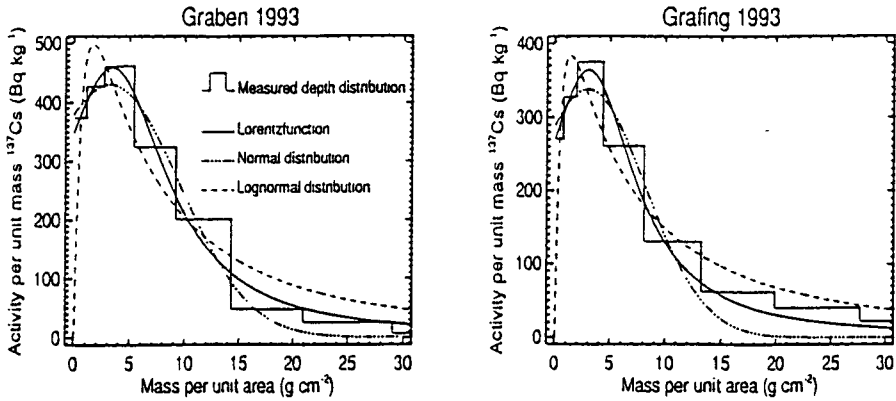 Graben 1993
Activity per unit mass ¹³⁷Cs (Bq kg⁻¹)
500
400
300
200
100
0
Measured depth distribution
Lorentzfunction
Normal distribution
Lognormal distribution
0 5 10 15 20 25 30
Mass per unit area (g cm⁻²)
Grafing 1993
Activity per unit mass ¹³⁷Cs (Bq kg⁻¹)
400
300
200
100
0
0 5 10 15 20 25 30
Mass per unit area (g cm⁻²)